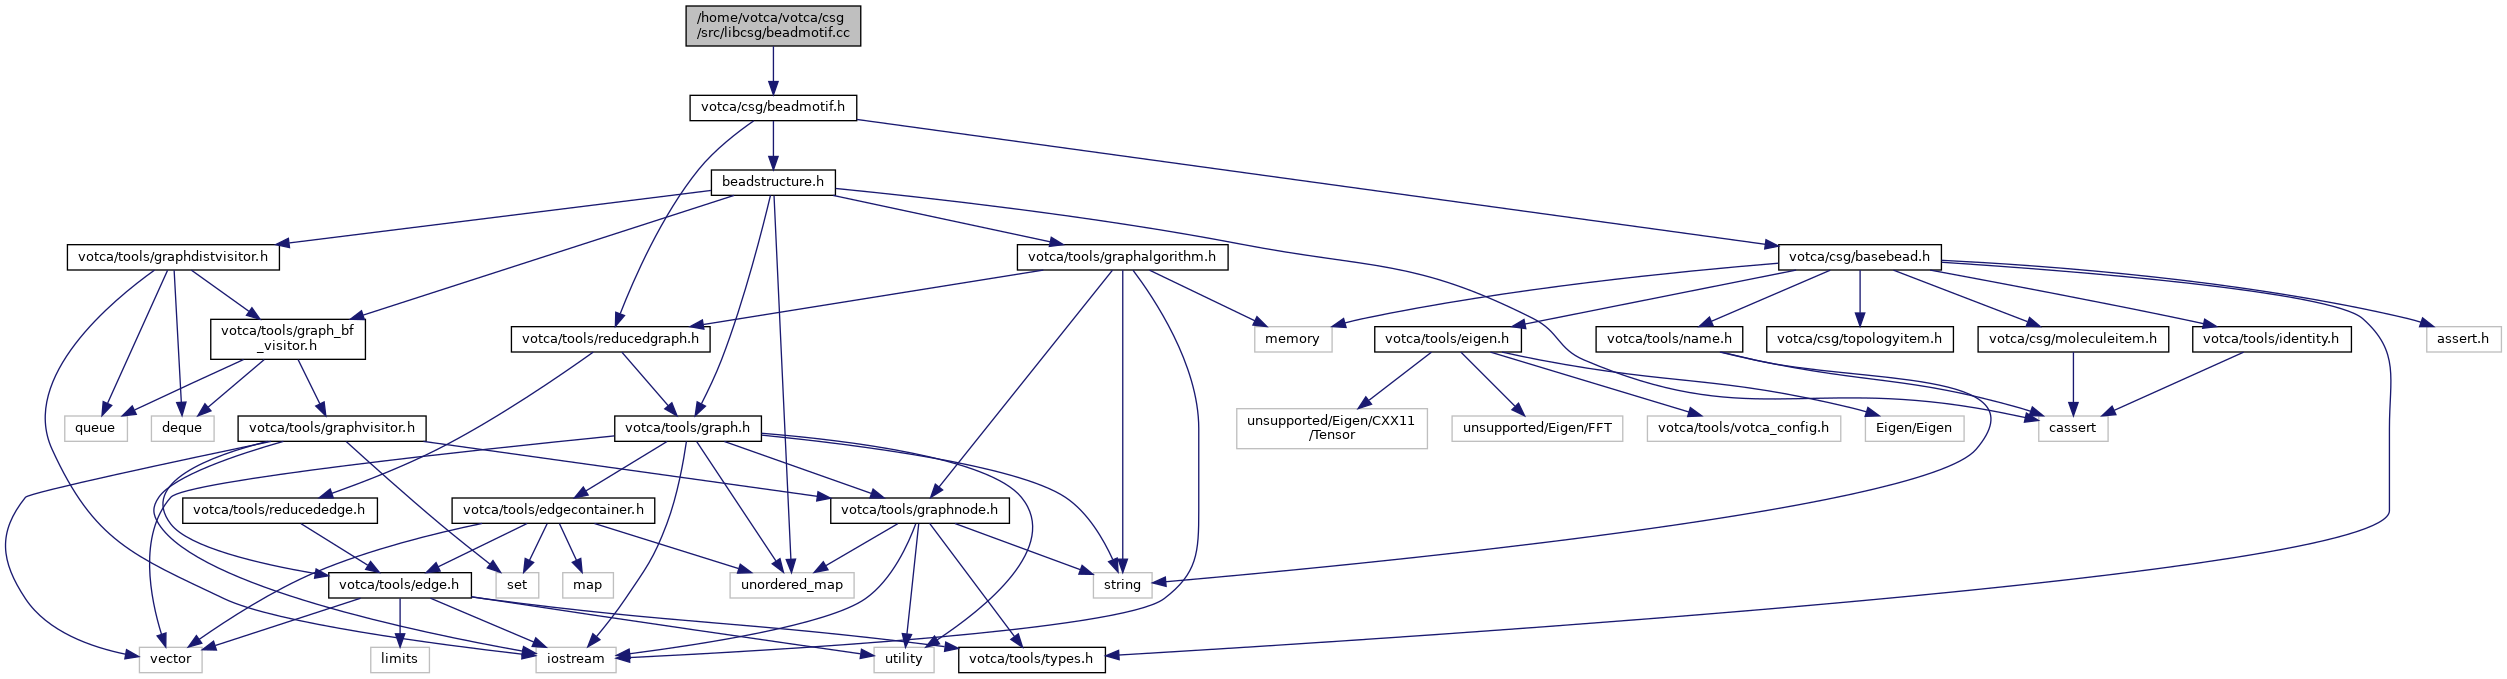 /home/votca/votca/csg
/src/libcsg/beadmotif.cc
votca/csg/beadmotif.h
beadstructure.h
votca/tools/graphdistvisitor.h
votca/tools/graphalgorithm.h
votca/csg/basebead.h
votca/tools/graph_bf
_visitor.h
votca/tools/reducedgraph.h
memory
votca/tools/eigen.h
votca/tools/name.h
votca/csg/topologyitem.h
votca/csg/moleculeitem.h
votca/tools/identity.h
assert.h
queue
deque
votca/tools/graphvisitor.h
votca/tools/graph.h
unsupported/Eigen/CXX11
/Tensor
unsupported/Eigen/FFT
votca/tools/votca_config.h
Eigen/Eigen
cassert
votca/tools/reducededge.h
votca/tools/edgecontainer.h
votca/tools/graphnode.h
votca/tools/edge.h
set
map
unordered_map
string
vector
limits
iostream
utility
votca/tools/types.h